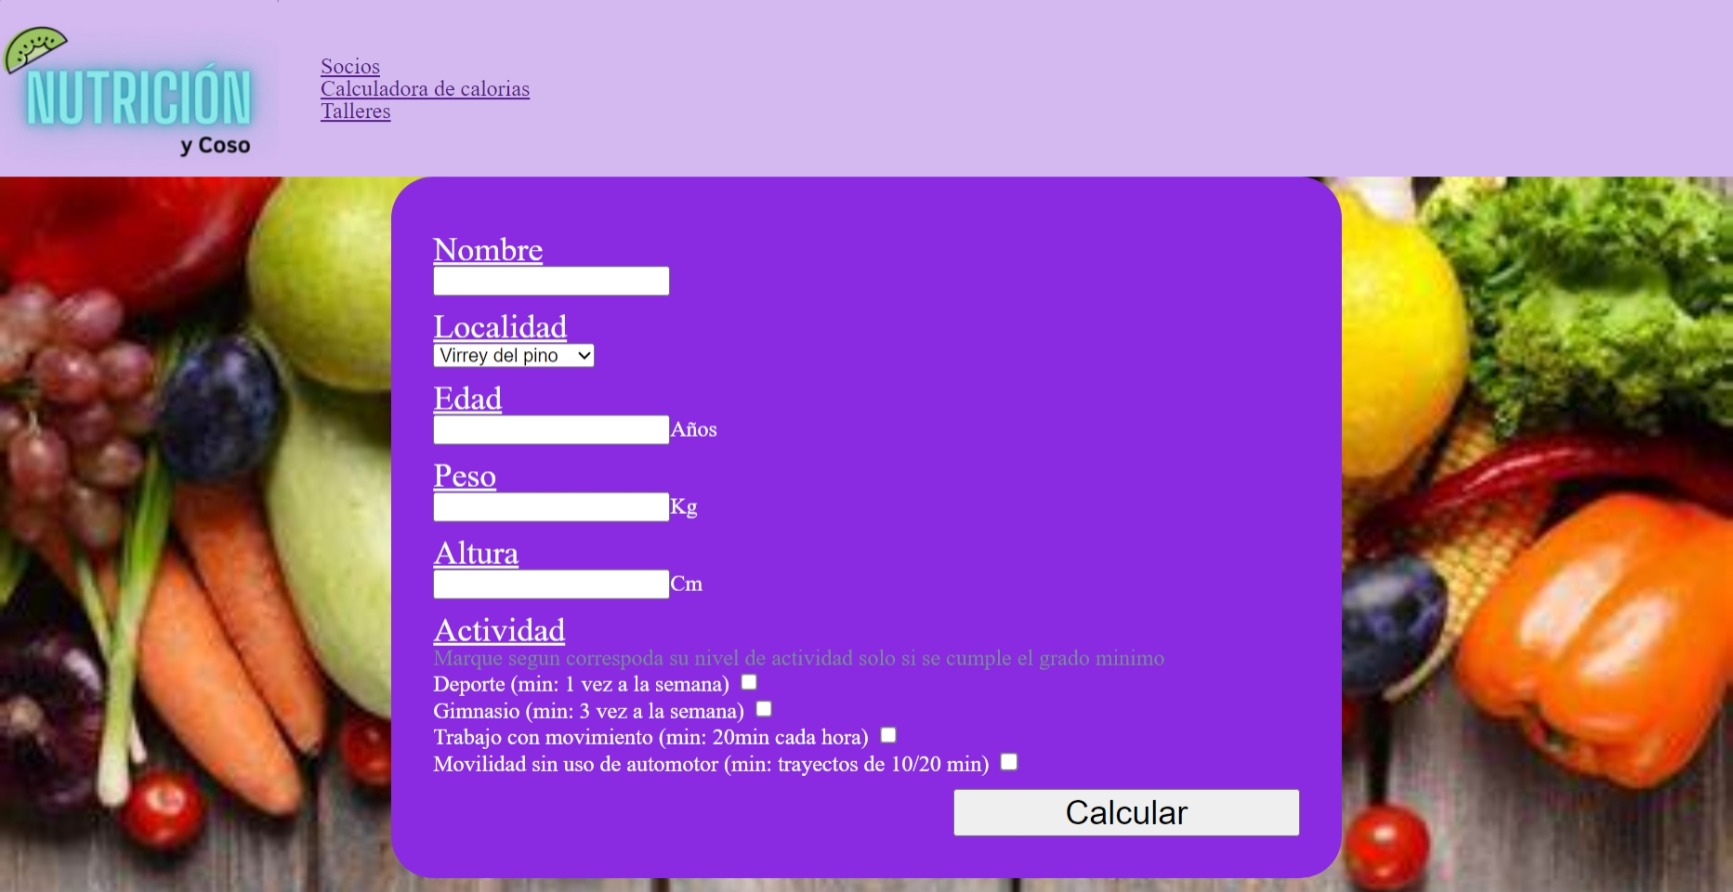 NUTRICIÓN
y Coso
Socios
Calculadora de calorias
Talleres
Nombre
Localidad
Virrey del pino
Edad
Años
Peso
Kg
Altura
Cm
Actividad
Marque segun correspoda su nivel de actividad solo si se cumple el grado minimo
Deporte (min: 1 vez a la semana)
Gimnasio (min: 3 vez a la semana)
Trabajo con movimiento (min: 20min cada hora)
Movilidad sin uso de automotor (min: trayectos de 10/20 min)
Calcular